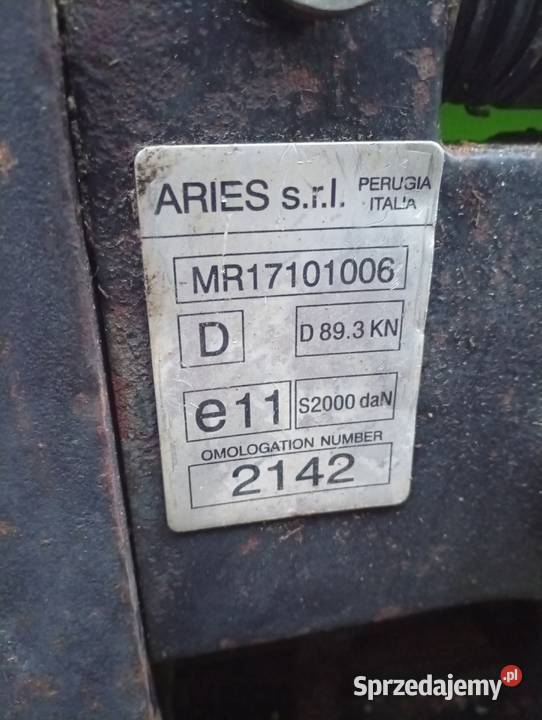 ARIES s.r.l. PERUGIA ITALIA
MR17101006
D D 89.3 KN
e11 S2000 daN
OMOLOGATION NUMBER
2142
Sprzedajemy.pl